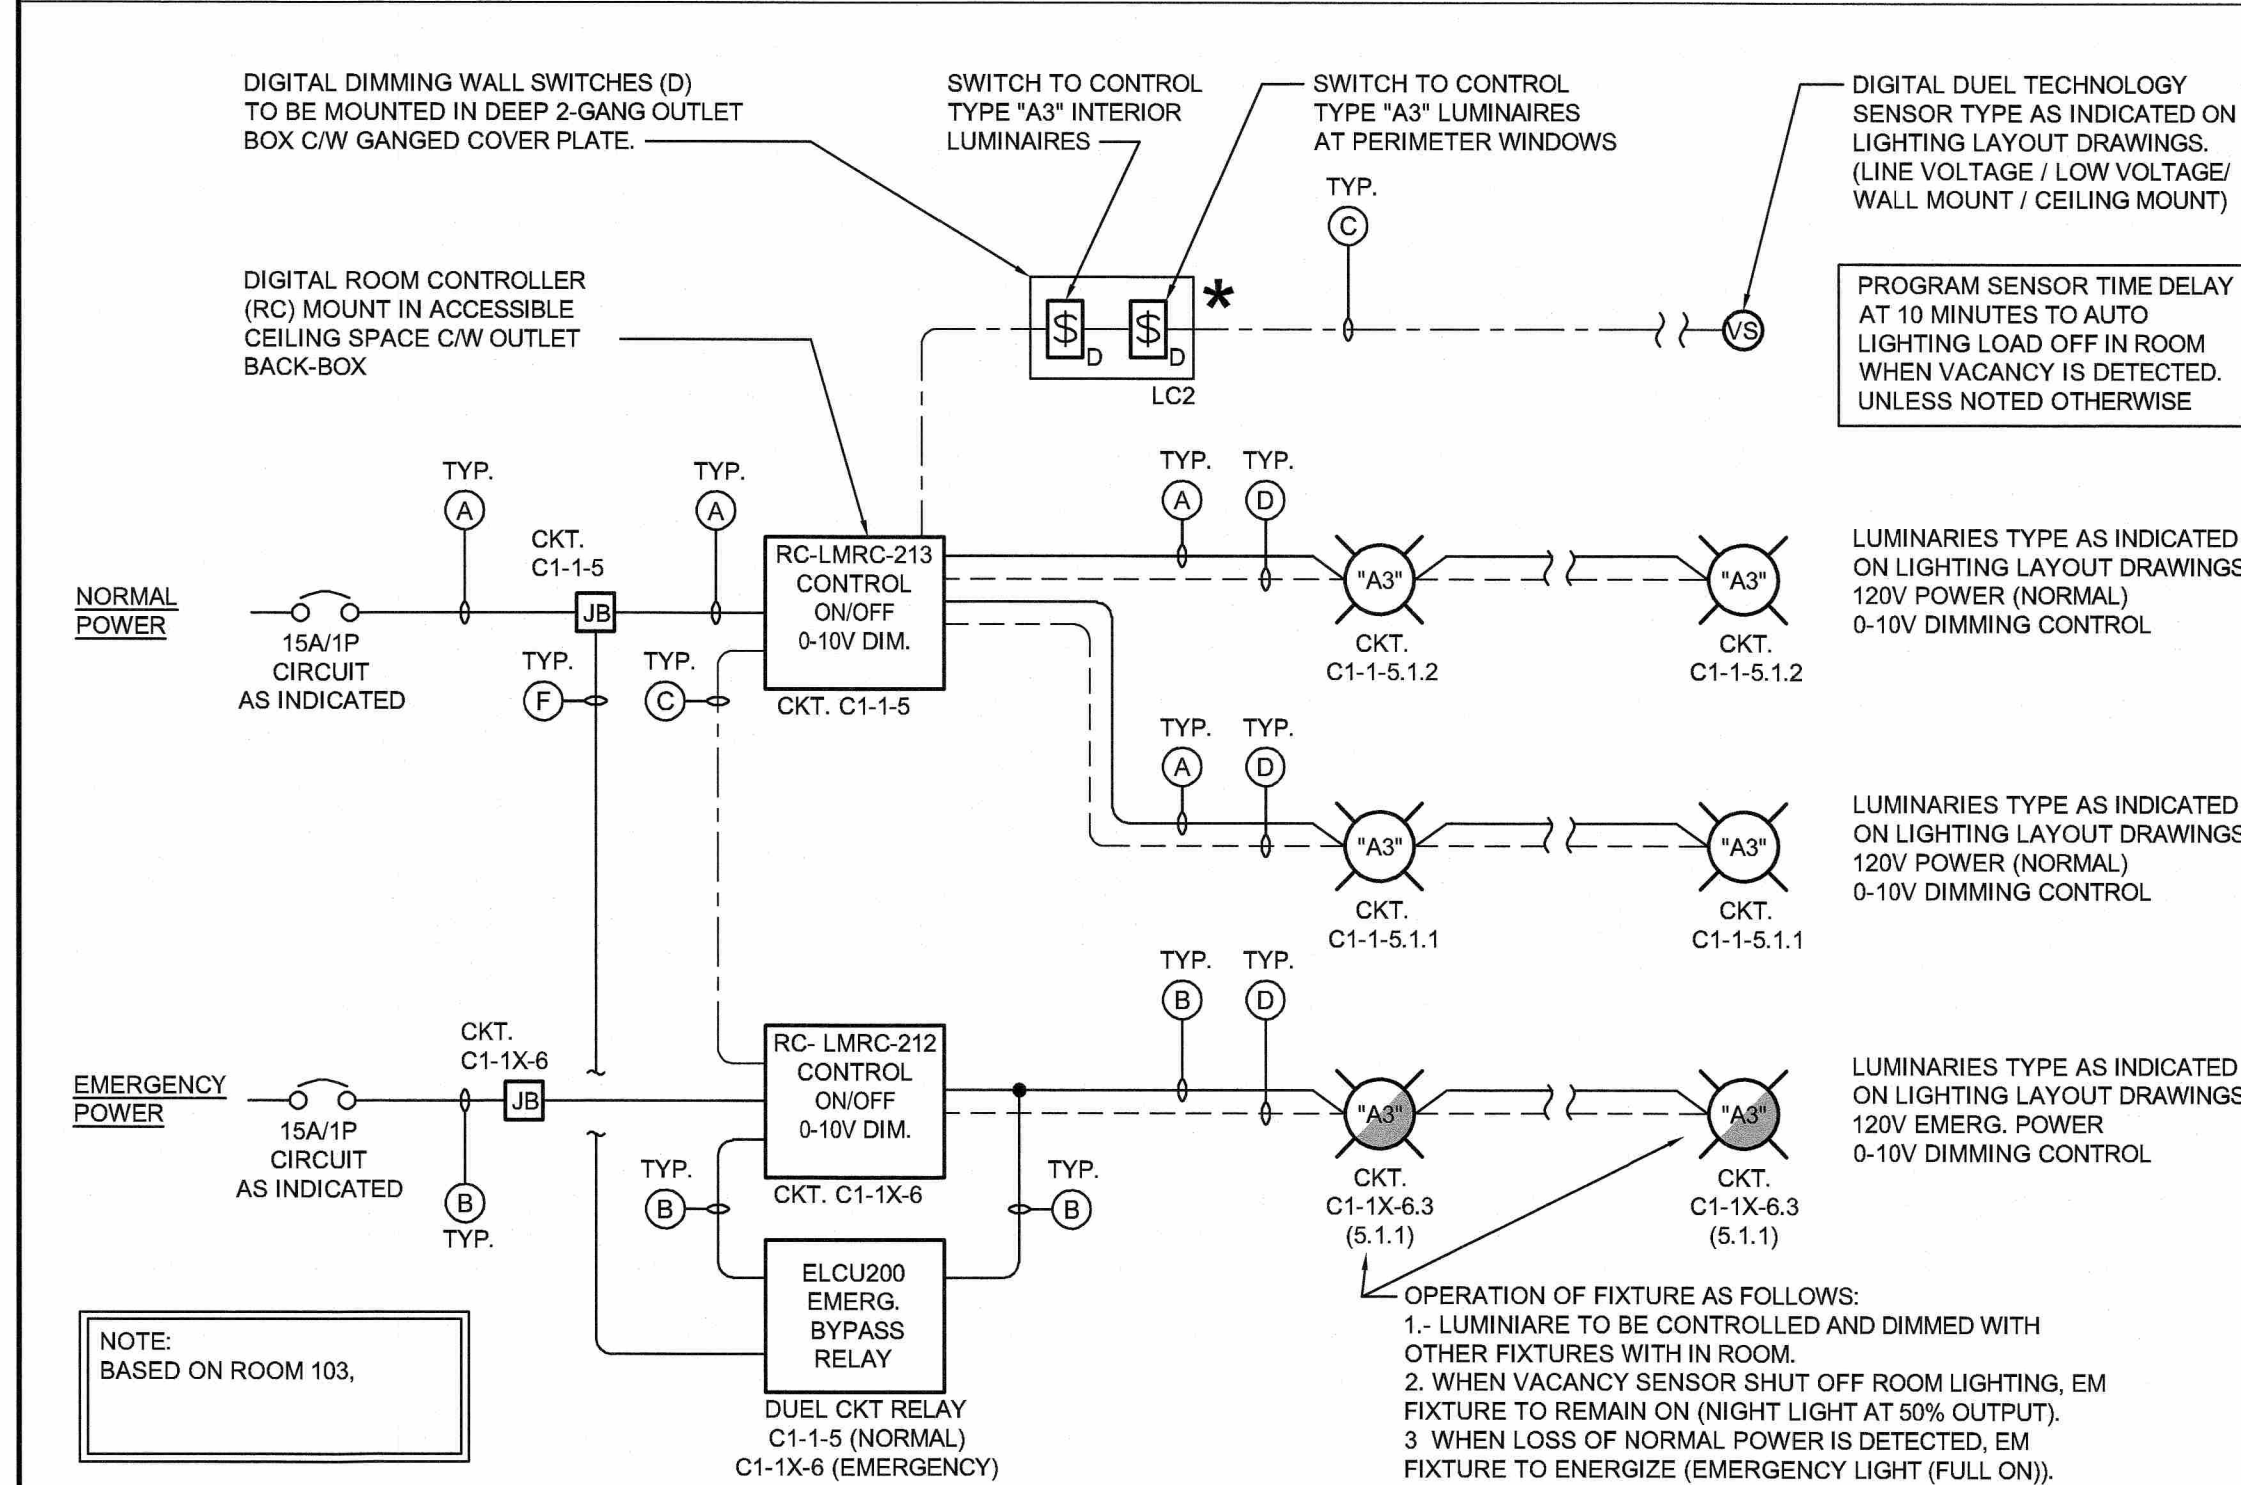 DIGITAL DIMMING WALL SWITCHES (D)
TO BE MOUNTED IN DEEP 2-GANG OUTLET
BOX C/W GANGED COVER PLATE.
SWITCH TO CONTROL
TYPE "A3" INTERIOR
LUMINAIRES
SWITCH TO CONTROL
TYPE "A3" LUMINAIRES
AT PERIMETER WINDOWS
DIGITAL DUEL TECHNOLOGY
SENSOR TYPE AS INDICATED ON
LIGHTING LAYOUT DRAWINGS.
(LINE VOLTAGE / LOW VOLTAGE/
WALL MOUNT / CEILING MOUNT)
TYP.
C
DIGITAL ROOM CONTROLLER
(RC) MOUNT IN ACCESSIBLE
CEILING SPACE C/W OUTLET
BACK-BOX
$ D
$ D
*
LC2
VS
PROGRAM SENSOR TIME DELAY
AT 10 MINUTES TO AUTO
LIGHTING LOAD OFF IN ROOM
WHEN VACANCY IS DETECTED.
UNLESS NOTED OTHERWISE
NORMAL
POWER
15A/1P
CIRCUIT
AS INDICATED
TYP.
A
CKT.
C1-1-5
JB
TYP.
A
TYP.
F
TYP.
C
RC-LMRC-213
CONTROL
ON/OFF
0-10V DIM.
CKT. C1-1-5
TYP.
A
TYP.
D
"A3"
CKT.
C1-1-5.1.2
"A3"
CKT.
C1-1-5.1.2
LUMINARIES TYPE AS INDICATED
ON LIGHTING LAYOUT DRAWINGS
120V POWER (NORMAL)
0-10V DIMMING CONTROL
TYP.
A
TYP.
D
"A3"
CKT.
C1-1-5.1.1
"A3"
CKT.
C1-1-5.1.1
LUMINARIES TYPE AS INDICATED
ON LIGHTING LAYOUT DRAWINGS
120V POWER (NORMAL)
0-10V DIMMING CONTROL
EMERGENCY
POWER
15A/1P
CIRCUIT
AS INDICATED
B
TYP.
CKT.
C1-1X-6
JB
RC- LMRC-212
CONTROL
ON/OFF
0-10V DIM.
CKT. C1-1X-6
TYP.
B
TYP.
B
TYP.
B
TYP.
D
"A3"
CKT.
C1-1X-6.3
(5.1.1)
"A3"
CKT.
C1-1X-6.3
(5.1.1)
LUMINARIES TYPE AS INDICATED
ON LIGHTING LAYOUT DRAWINGS
120V EMERG. POWER
0-10V DIMMING CONTROL
ELCU200
EMERG.
BYPASS
RELAY
DUEL CKT RELAY
C1-1-5 (NORMAL)
C1-1X-6 (EMERGENCY)
NOTE:
BASED ON ROOM 103,
OPERATION OF FIXTURE AS FOLLOWS:
1.- LUMINIARE TO BE CONTROLLED AND DIMMED WITH
OTHER FIXTURES WITH IN ROOM.
2. WHEN VACANCY SENSOR SHUT OFF ROOM LIGHTING, EM
FIXTURE TO REMAIN ON (NIGHT LIGHT AT 50% OUTPUT).
3 WHEN LOSS OF NORMAL POWER IS DETECTED, EM
FIXTURE TO ENERGIZE (EMERGENCY LIGHT (FULL ON)).